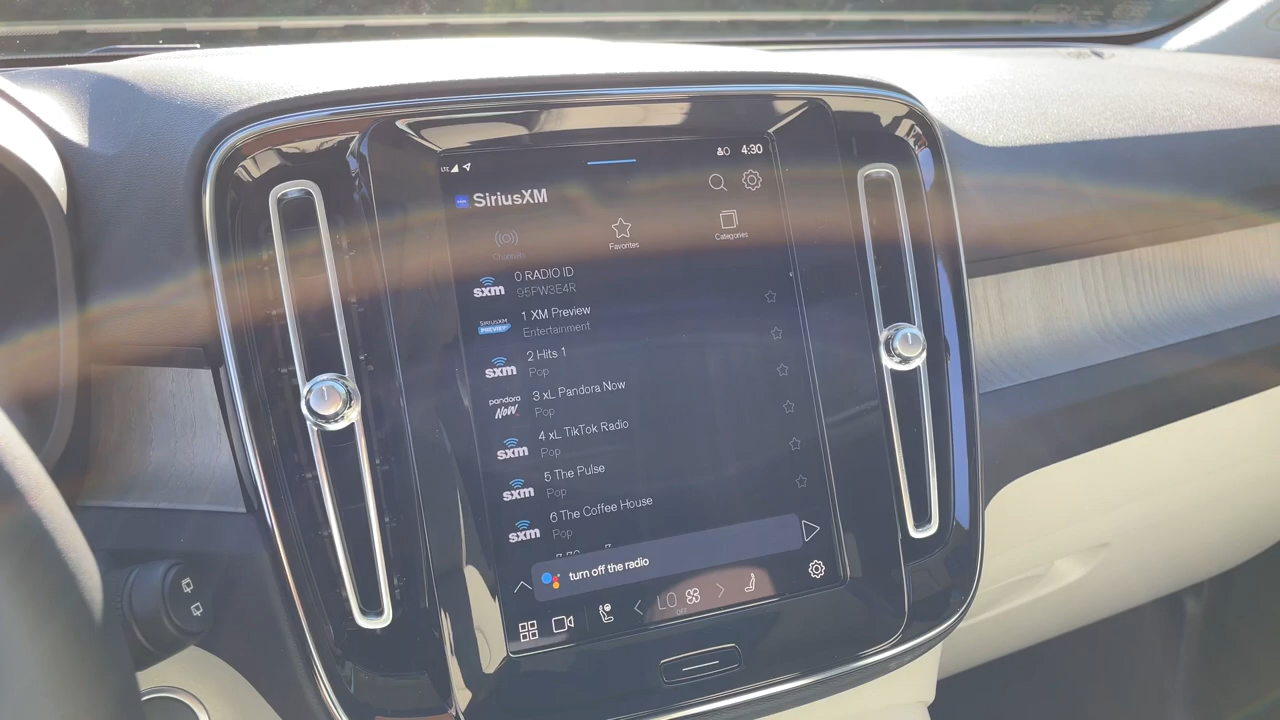 LTE
4:30
SiriusXM
Channels
Favorites
Categories
sxm
0 RADIO ID
95PW3E4R
SIRIUSXM
PREVIEW
1 XM Preview
Entertainment
sxm
2 Hits 1
Pop
pandora
NOW
3 xL Pandora Now
Pop
sxm
4 xL TikTok Radio
Pop
sxm
5 The Pulse
Pop
sxm
6 The Coffee House
Pop
turn off the radio
LO
OFF